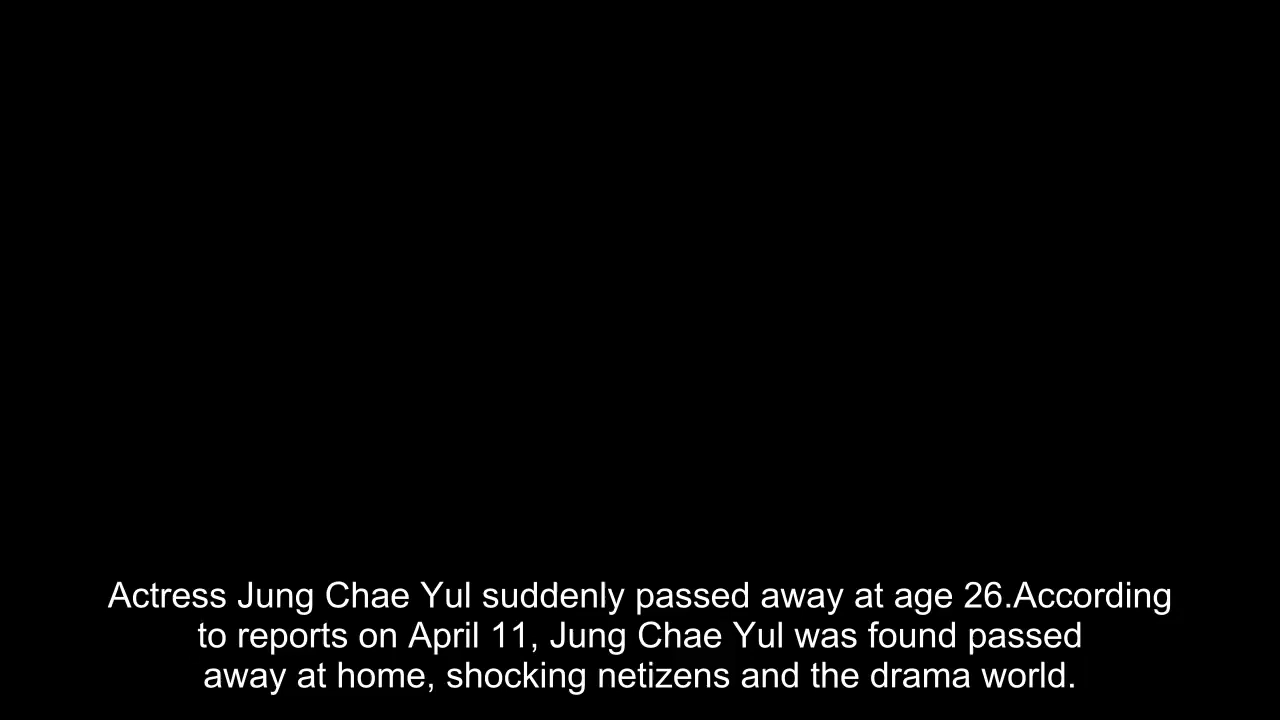 Actress Jung Chae Yul suddenly passed away at age 26.According
to reports on April 11, Jung Chae Yul was found passed
away at home, shocking netizens and the drama world.